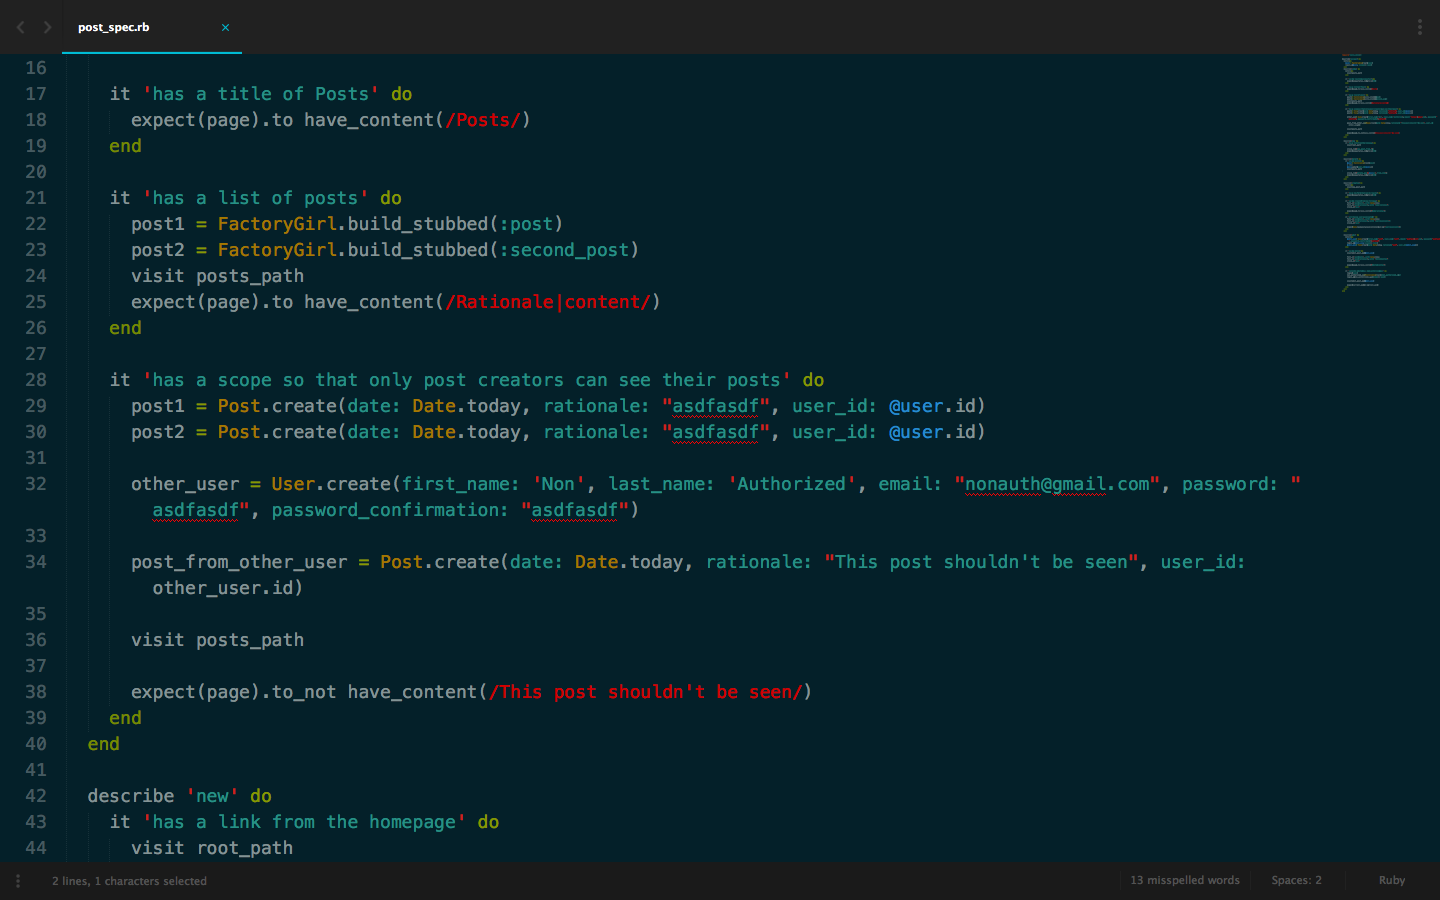 post_spec.rb ×
16
17 it 'has a title of Posts' do
18 expect(page).to have_content(/Posts/)
19 end
20
21 it 'has a list of posts' do
22 post1 = FactoryGirl.build_stubbed(:post)
23 post2 = FactoryGirl.build_stubbed(:second_post)
24 visit posts_path
25 expect(page).to have_content(/Rationale|content/)
26 end
27
28 it 'has a scope so that only post creators can see their posts' do
29 post1 = Post.create(date: Date.today, rationale: "asdfasdf", user_id: @user.id)
30 post2 = Post.create(date: Date.today, rationale: "asdfasdf", user_id: @user.id)
31
32 other_user = User.create(first_name: 'Non', last_name: 'Authorized', email: "nonauth@gmail.com", password: "
asdfasdf", password_confirmation: "asdfasdf")
33
34 post_from_other_user = Post.create(date: Date.today, rationale: "This post shouldn't be seen", user_id:
other_user.id)
35
36 visit posts_path
37
38 expect(page).to_not have_content(/This post shouldn't be seen/)
39 end
40 end
41
42 describe 'new' do
43 it 'has a link from the homepage' do
44 visit root_path
2 lines, 1 characters selected 13 misspelled words Spaces: 2 Ruby